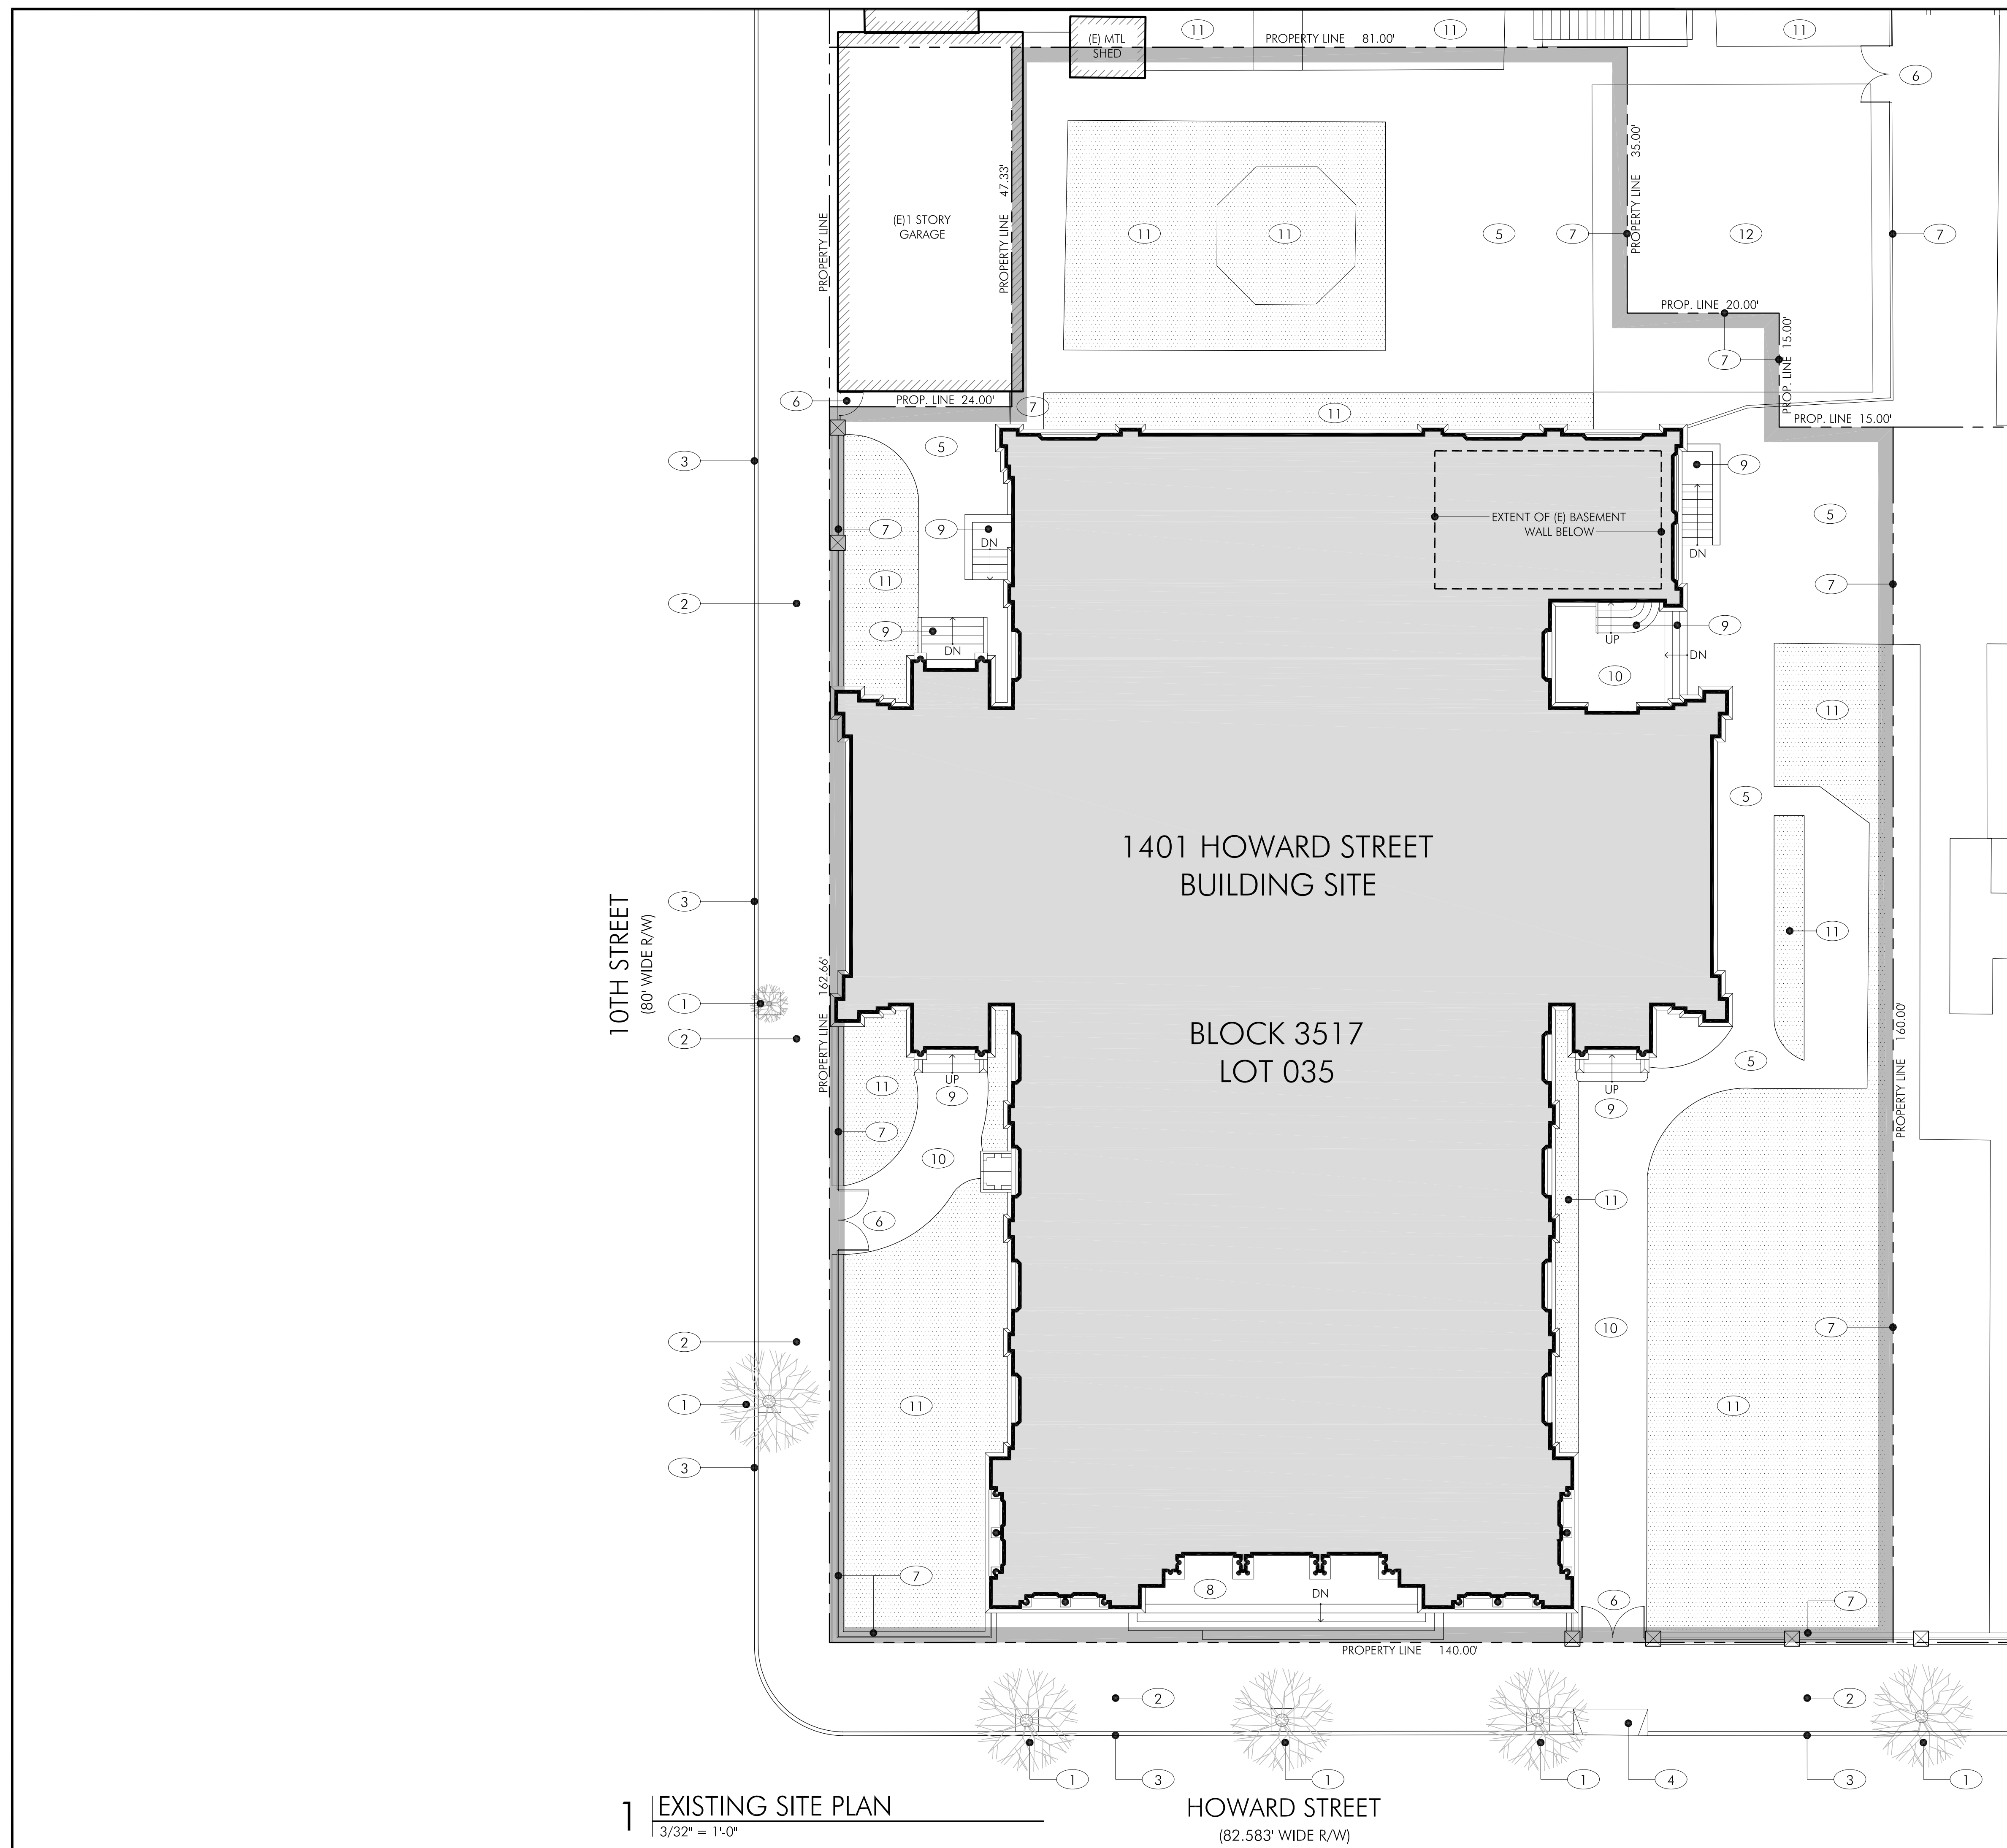 11
PROPERTY LINE 81.00'
11
11
(E) MTL
SHED
6
PROPERTY LINE 35.00'
PROPERTY LINE 47.33'
PROPERTY LINE
(E)1 STORY
GARAGE
11
11
5
7
12
7
PROP. LINE 20.00'
PROP. LINE 15.00'
7
6
PROP. LINE 24.00'
7
11
PROP. LINE 15.00'
5
3
9
7
9
EXTENT OF (E) BASEMENT
WALL BELOW
5
DN
DN
11
7
2
9
DN
UP
9
DN
10
11
5
1401 HOWARD STREET
BUILDING SITE
3
11
10TH STREET
(80' WIDE R/W)
PROPERTY LINE 162.66'
1
2
BLOCK 3517
LOT 035
PROPERTY LINE 160.00'
5
11
UP
9
UP
9
7
10
11
6
10
7
2
1
11
11
3
7
8
DN
6
7
PROPERTY LINE 140.00'
2
2
1
3
1
1
4
3
1
1
EXISTING SITE PLAN
3/32" = 1'-0"
HOWARD STREET
(82.583' WIDE R/W)